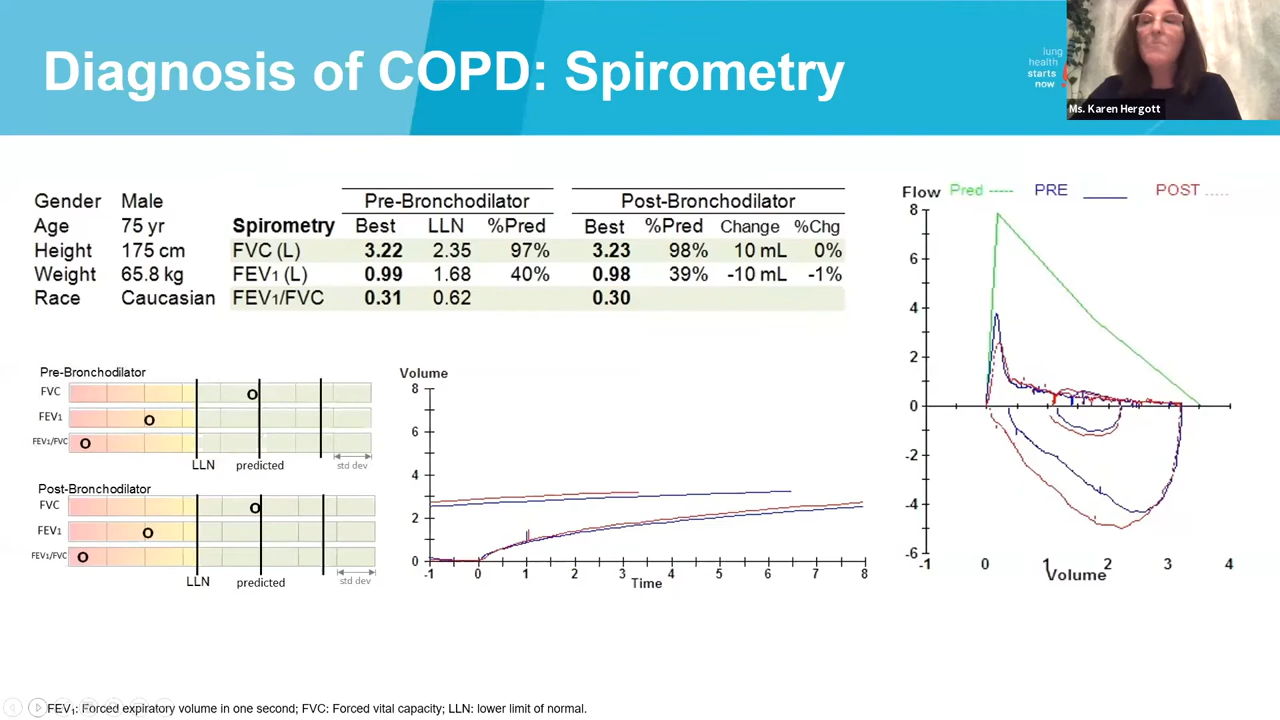 Diagnosis of COPD: Spirometry
lung
health
starts
now
Ms. Karen Hergott
Gender Male
Age 75 yr
Height 175 cm
Weight 65.8 kg
Race Caucasian
Pre-Bronchodilator Post-Bronchodilator
Spirometry Best LLN %Pred Best %Pred Change %Chg
FVC (L) 3.22 2.35 97% 3.23 98% 10 mL 0%
FEV1 (L) 0.99 1.68 40% 0.98 39% -10 mL -1%
FEV1/FVC 0.31 0.62 0.30
Pre-Bronchodilator
FVC
FEV1
FEV1/FVC
LLN predicted std dev
Post-Bronchodilator
FVC
FEV1
FEV1/FVC
LLN predicted std dev
Volume
8
6
4
2
0
-1 0 1 2 3 4 5 6 7 8
Time
Flow Pred ----- PRE _____ POST .....
8
6
4
2
0
-2
-4
-6
-1 0 1 2 3 4
Volume
FEV1: Forced expiratory volume in one second; FVC: Forced vital capacity; LLN: lower limit of normal.